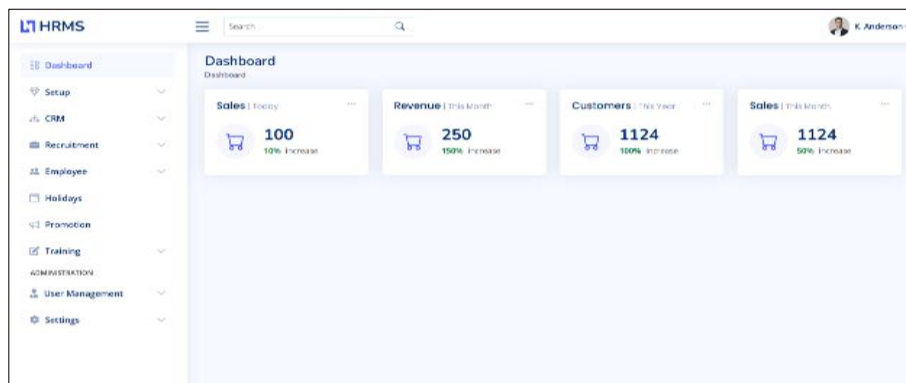 HRMS
Search
K. Anderson
Dashboard
Setup
CRM
Recruitment
Employee
Holidays
Promotion
Training
ADMINISTRATION
User Management
Settings
Dashboard
Dashboard
Sales | Today
100
10% increase
Revenue | This Month
250
150% increase
Customers | This Year
1124
100% increase
Sales | This Month
1124
50% increase